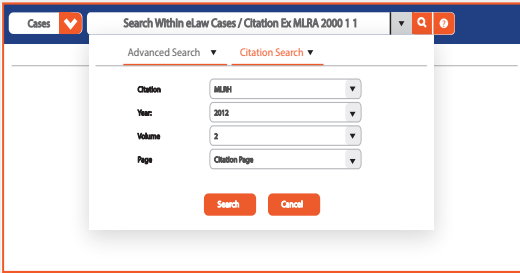 Cases Search Within eLaw Cases / Citation Ex MLRA 2000 1 1 ?
Advanced Search ▼ Citation Search ▼
Citation MLRH
Year: 2012
Volume 2
Page Citation Page
Search Cancel